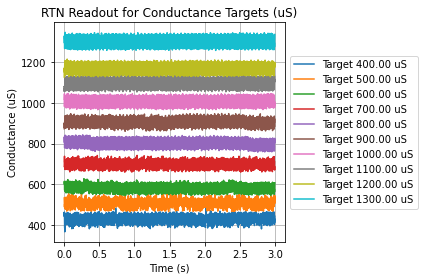 RTN Readout for Conductance Targets (uS)
Conductance (uS)
1200
1000
800
600
400
0.0 0.5 1.0 1.5 2.0 2.5 3.0
Time (s)
Target 400.00 uS
Target 500.00 uS
Target 600.00 uS
Target 700.00 uS
Target 800.00 uS
Target 900.00 uS
Target 1000.00 uS
Target 1100.00 uS
Target 1200.00 uS
Target 1300.00 uS